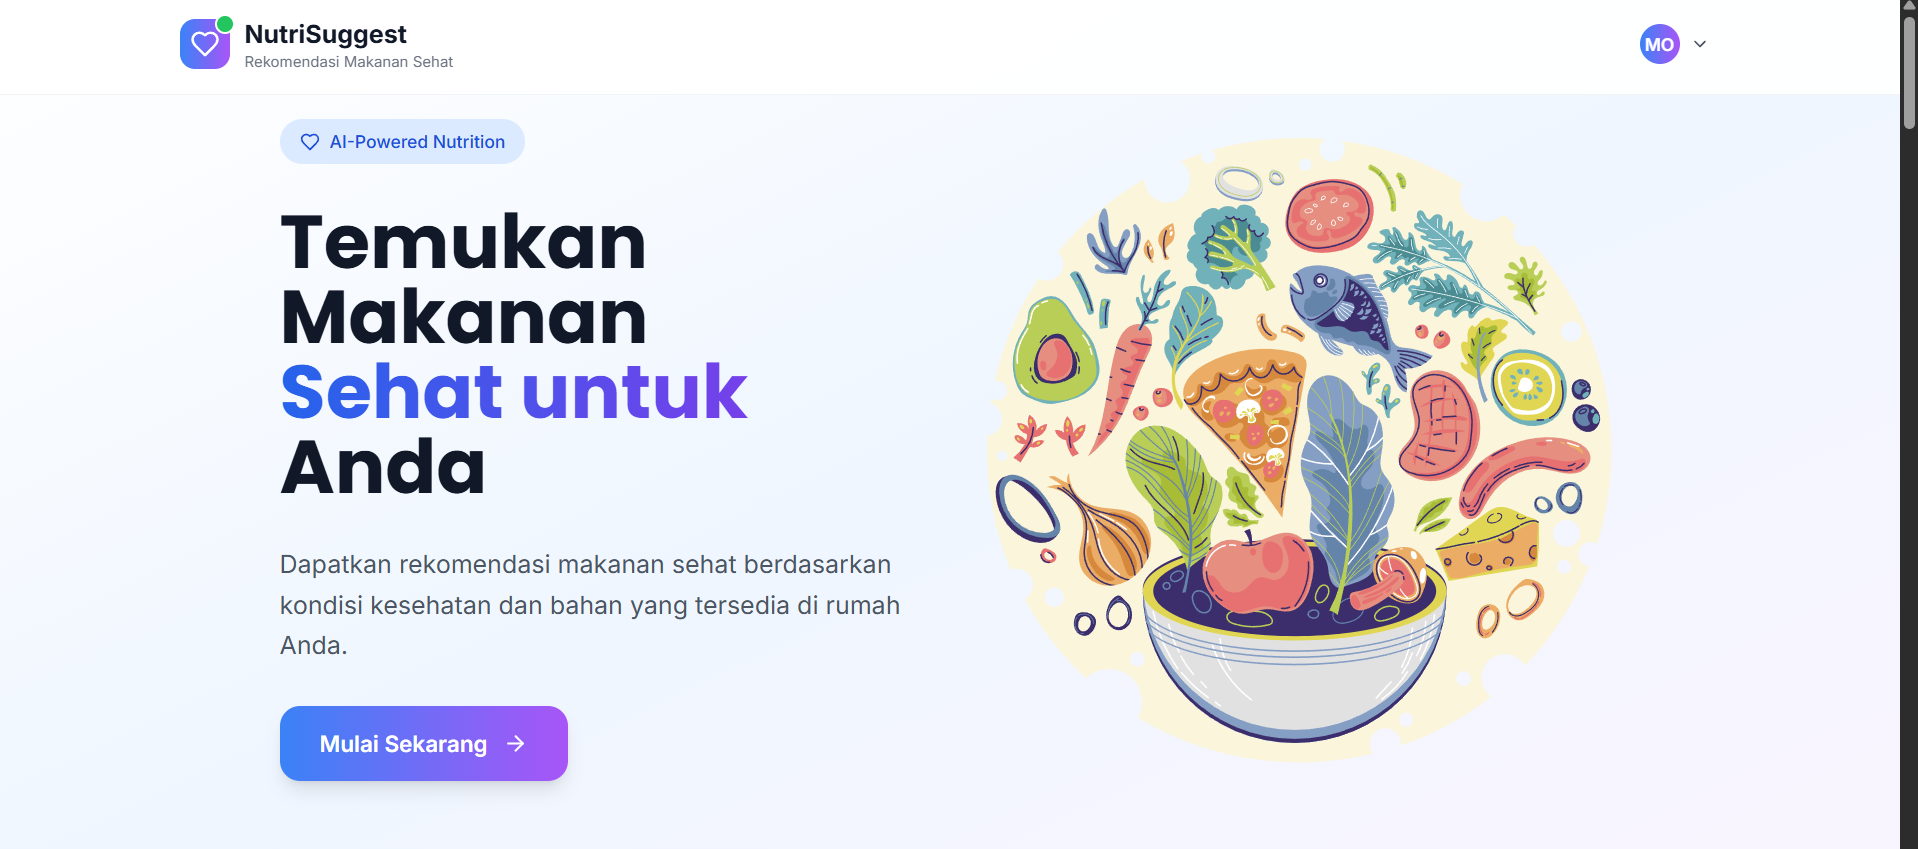 NutriSuggest
Rekomendasi Makanan Sehat
MO
AI-Powered Nutrition
Temukan
Makanan
Sehat untuk
Anda
Dapatkan rekomendasi makanan sehat berdasarkan
kondisi kesehatan dan bahan yang tersedia di rumah
Anda.
Mulai Sekarang